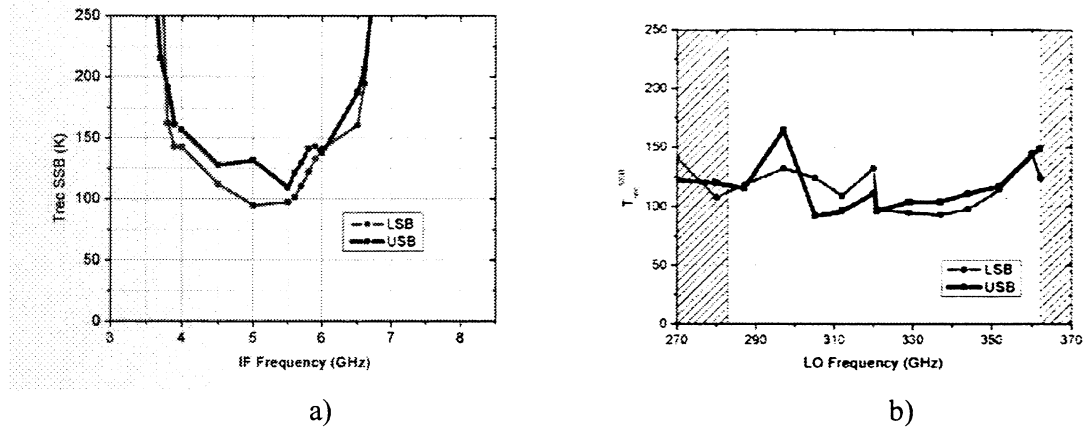 250
200
150
100
50
0
Trec SSB (K)
LSB
USB
3 4 5 6 7 8
IF Frequency (GHz)
a)
250
200
150
100
50
0
LSB
USB
270 290 310 330 350 370
LO Frequency (GHz)
b)